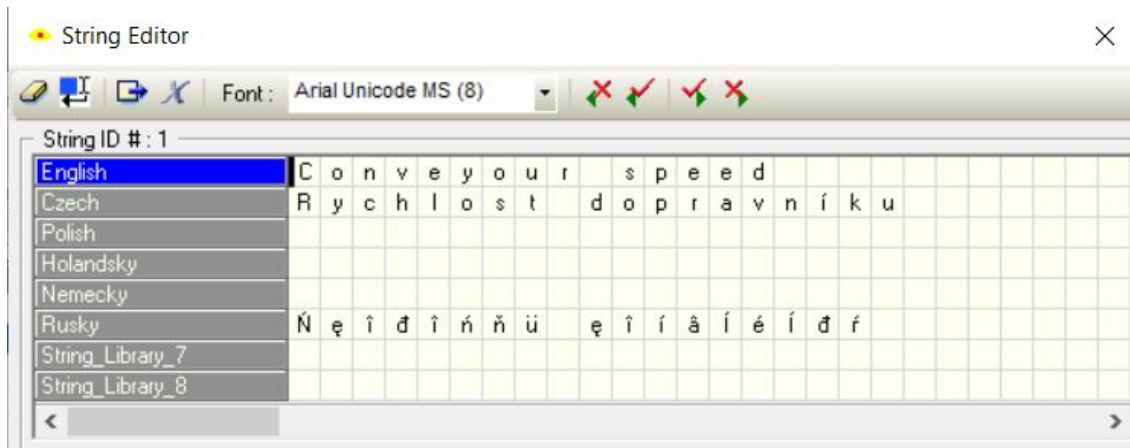 String Editor
Font : Arial Unicode MS (8)
String ID # : 1
English Conveyour speed
Czech Rychlost dopravníku
Polish
Holandsky
Nemecky
Rusky Ńęîđîńňü ęîíâÍéÍđŕ
String_Library_7
String_Library_8